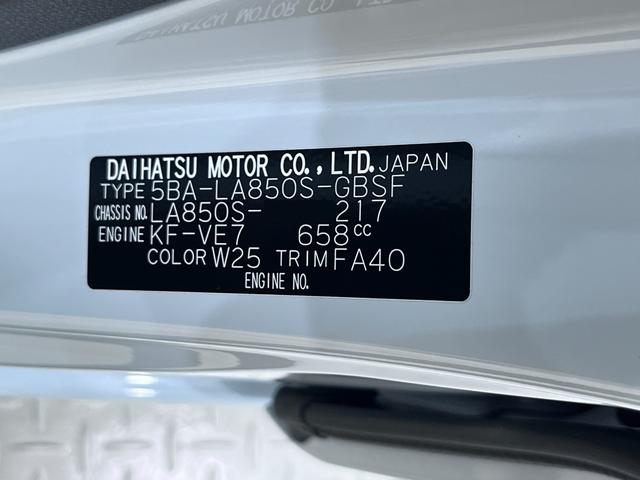 DAIHATSU MOTOR CO.,LTD. JAPAN
TYPE 5BA-LA850S-GBSF
CHASSIS NO. LA850S- 217
ENGINE KF-VE7 658cc
COLOR W25 TRIM FA40
ENGINE NO.